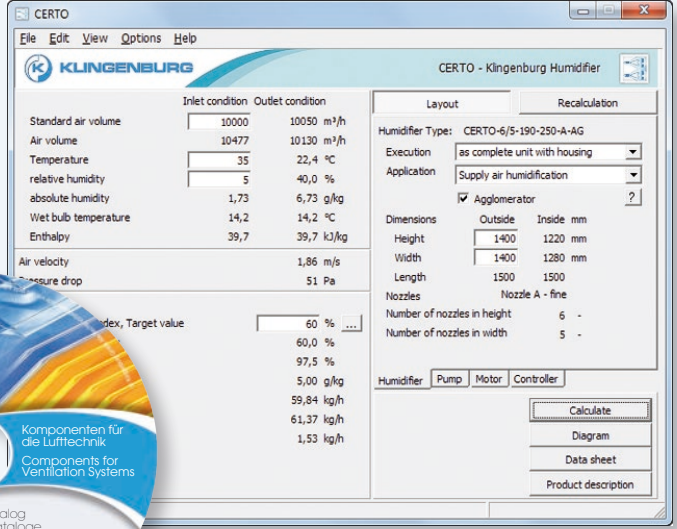 CERTO
File Edit View Options Help
KLINGENBURG
CERTO - Klingenburg Humidifier
Inlet condition Outlet condition
Standard air volume 10000 10050 m³/h
Air volume 10477 10130 m³/h
Temperature 35 22,4 °C
relative humidity 5 40,0 %
absolute humidity 1,73 6,73 g/kg
Wet bulb temperature 14,2 14,2 °C
Enthalpy 39,7 39,7 kJ/kg
Air velocity 1,86 m/s
Pressure drop 51 Pa
Target value 60 % ...
60,0 %
97,5 %
5,00 g/kg
59,84 kg/h
61,37 kg/h
1,53 kg/h
Layout Recalculation
Humidifier Type: CERTO-6/5-190-250-A-AG
Execution as complete unit with housing
Application Supply air humidification
Agglomerator ?
Dimensions Outside Inside mm
Height 1400 1220 mm
Width 1400 1280 mm
Length 1500 1500
Nozzles Nozzle A - fine
Number of nozzles in height 6 -
Number of nozzles in width 5 -
Humidifier Pump Motor Controller
Calculate
Diagram
Data sheet
Product description
Komponenten für
die Lufttechnik
Components for
Ventilation Systems